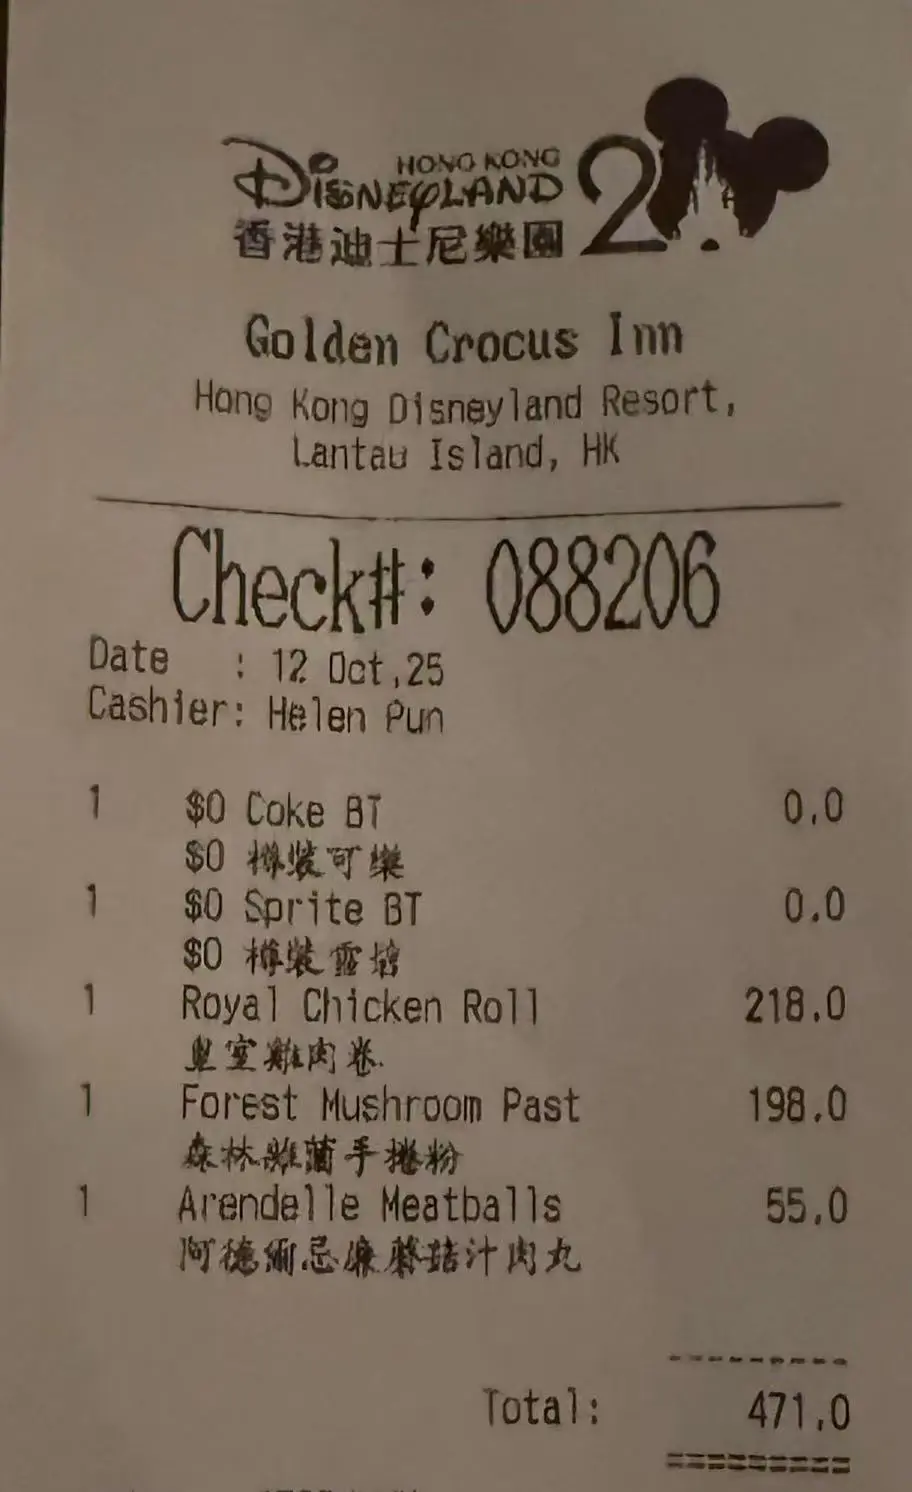 HONG KONG
DISNEYLAND
香港迪士尼樂園
20
Golden Crocus Inn
Hong Kong Disneyland Resort,
Lantau Island, HK
Check#: 088206
Date : 12 Oct,25
Cashier: Helen Pun
1 $0 Coke BT 0.0
$0 樽裝可樂
1 $0 Sprite BT 0.0
$0 樽裝雪碧
1 Royal Chicken Roll 218.0
皇室雞肉卷
1 Forest Mushroom Past 198.0
森林雜菌手捲粉
1 Arendelle Meatballs 55.0
阿德爾忌廉蘑菇汁肉丸
Total: 471.0